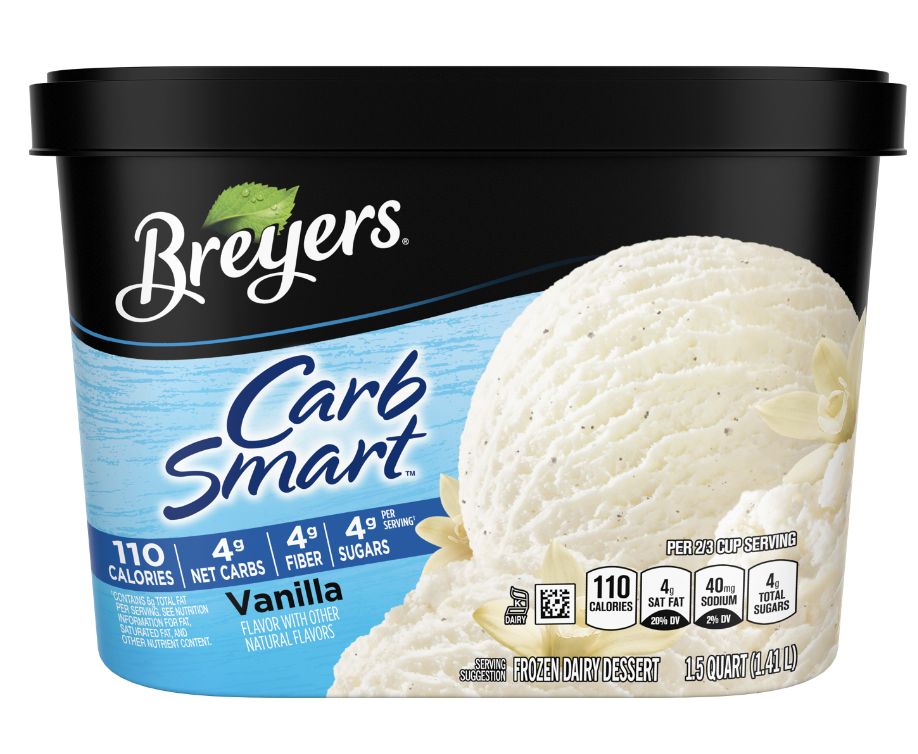 Breyers®
Carb
Smart™
110
CALORIES
4g
NET CARBS
4g
FIBER
4g
SUGARS
PER
SERVING*
*CONTAINS 6g TOTAL FAT
PER SERVING. SEE NUTRITION
INFORMATION FOR FAT,
SATURATED FAT, AND
OTHER NUTRIENT CONTENT.
Vanilla
FLAVOR WITH OTHER
NATURAL FLAVORS
PER 2/3 CUP SERVING
DAIRY
110
CALORIES
4g
SAT FAT
20% DV
40mg
SODIUM
2% DV
4g
TOTAL
SUGARS
SERVING
SUGGESTION
FROZEN DAIRY DESSERT
1.5 QUART (1.41 L)